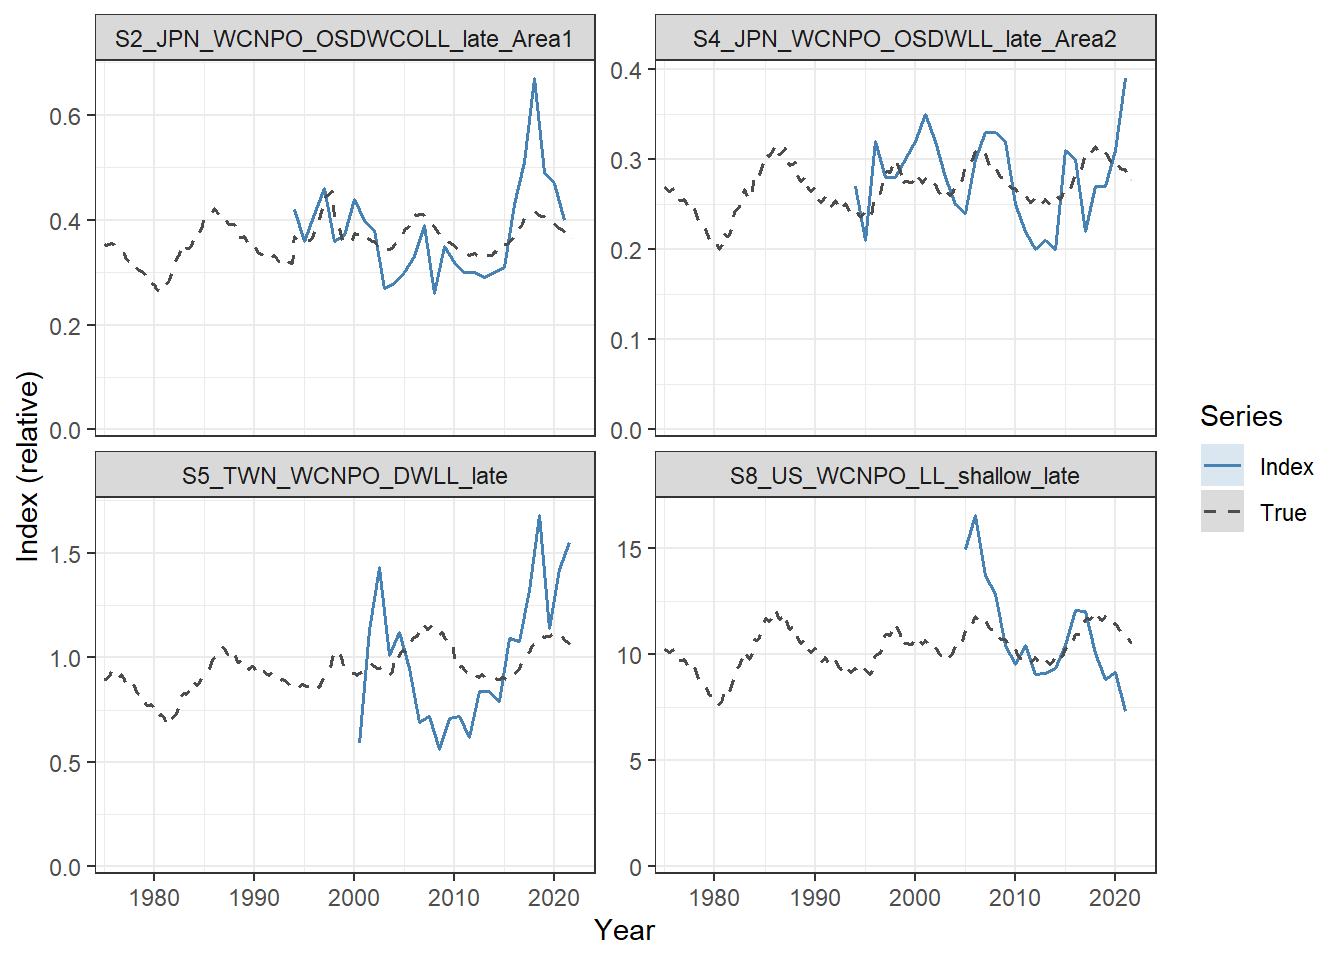 S2_JPN_WCNPO_OSDWCOLL_late_Area1
S4_JPN_WCNPO_OSDWLL_late_Area2
0.6
0.4
0.2
0.0
0.4
0.3
0.2
0.1
0.0
Index (relative)
S5_TWN_WCNPO_DWLL_late
S8_US_WCNPO_LL_shallow_late
1.5
1.0
0.5
0.0
15
10
5
0
1980 1990 2000 2010 2020
1980 1990 2000 2010 2020
Year
Series
Index
True